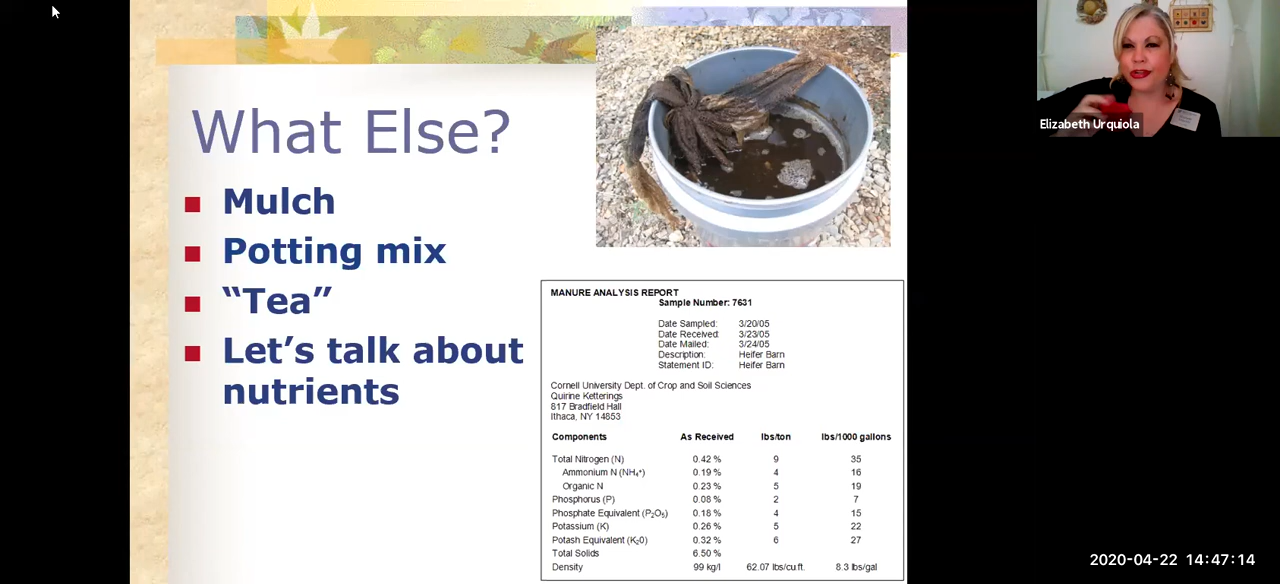 What Else?
Mulch
Potting mix
“Tea”
Let’s talk about
nutrients
MANURE ANALYSIS REPORT
Sample Number: 7631
Date Sampled: 3/20/05
Date Received: 3/23/05
Date Mailed: 3/24/05
Description: Heifer Barn
Statement ID: Heifer Barn
Cornell University Dept. of Crop and Soil Sciences
Quirine Ketterings
817 Bradfield Hall
Ithaca, NY 14853
Components As Received lbs/ton lbs/1000 gallons
Total Nitrogen (N) 0.42 % 9 35
Ammonium N (NH₄⁺) 0.19 % 4 16
Organic N 0.23 % 5 19
Phosphorus (P) 0.08 % 2 7
Phosphate Equivalent (P₂O₅) 0.18 % 4 15
Potassium (K) 0.26 % 5 22
Potash Equivalent (K₂0) 0.32 % 6 27
Total Solids 6.50 %
Density 99 kg/l 62.07 lbs/cu.ft. 8.3 lbs/gal
Elizabeth Urquiola
2020-04-22 14:47:14